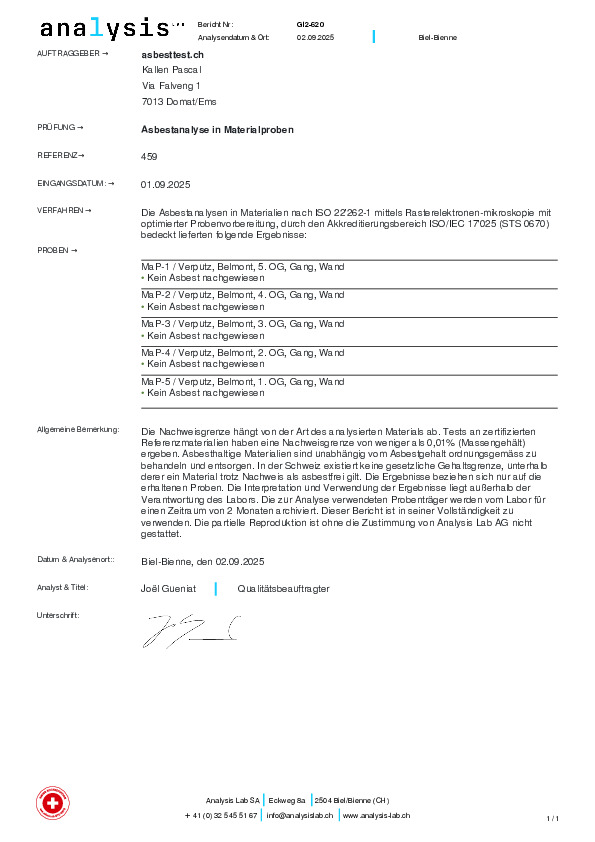 analysis
Bericht Nr: GI2-620
Analysendatum & Ort: 02.09.2025 Biel-Bienne
AUFTRAGGEBER → asbesttest.ch
Kallen Pascal
Via Falveng 1
7013 Domat/Ems
PRÜFUNG → Asbestanalyse in Materialproben
REFERENZ → 459
EINGANGSDATUM: → 01.09.2025
VERFAHREN → Die Asbestanalysen in Materialien nach ISO 22'262-1 mittels Rasterelektronen-mikroskopie mit
optimierter Probenvorbereitung, durch den Akkreditierungsbereich ISO/IEC 17025 (STS 0670)
bedeckt lieferten folgende Ergebnisse:
PROBEN →
MaP-1 / Verputz, Belmont, 5. OG, Gang, Wand
• Kein Asbest nachgewiesen
MaP-2 / Verputz, Belmont, 4. OG, Gang, Wand
• Kein Asbest nachgewiesen
MaP-3 / Verputz, Belmont, 3. OG, Gang, Wand
• Kein Asbest nachgewiesen
MaP-4 / Verputz, Belmont, 2. OG, Gang, Wand
• Kein Asbest nachgewiesen
MaP-5 / Verputz, Belmont, 1. OG, Gang, Wand
• Kein Asbest nachgewiesen
Allgemeine Bemerkung: Die Nachweisgrenze hängt von der Art des analysierten Materials ab. Tests an zertifizierten
Referenzmaterialien haben eine Nachweisgrenze von weniger als 0,01% (Massengehält)
ergeben. Asbesthaltige Materialien sind unabhängig vom Asbestgehalt ordnungsgemäss zu
behandeln und entsorgen. In der Schweiz existiert keine gesetzliche Gehaltsgrenze, unterhalb
derer ein Material trotz Nachweis als asbestfrei gilt. Die Ergebnisse beziehen sich nur auf die
erhaltenen Proben. Die Interpretation und Verwendung der Ergebnisse liegt außerhalb der
Verantwortung des Labors. Die zur Analyse verwendeten Probenträger werden vom Labor für
einen Zeitraum von 2 Monaten archiviert. Dieser Bericht ist in seiner Vollständigkeit zu
verwenden. Die partielle Reproduktion ist ohne die Zustimmung von Analysis Lab AG nicht
gestattet.
Datum & Analysenort:: Biel-Bienne, den 02.09.2025
Analyst & Titel: Joël Gueniat Qualitätsbeauftragter
Unterschrift:
Analysis Lab SA Eckweg 8a 2504 Biel/Bienne (CH)
+ 41 (0) 32 545 51 67 info@analysislab.ch www.analysis-lab.ch
1 / 1